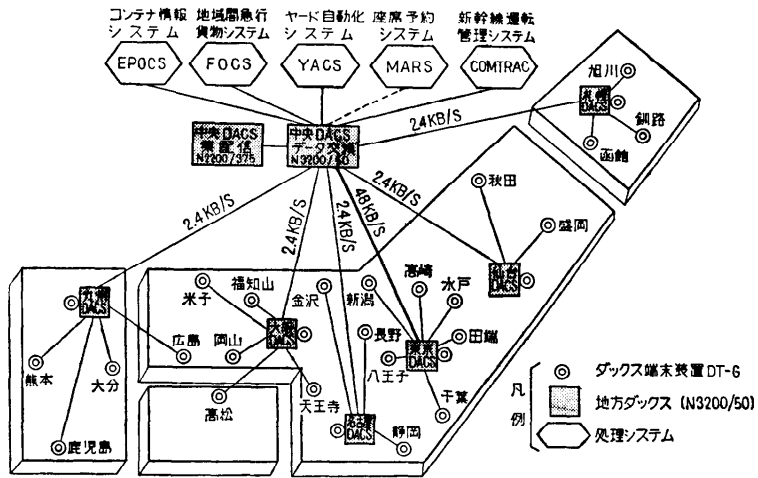 コンテナ情報
システム
地域間急行
貨物システム
ヤード自動化
システム
座席予約
システム
新幹線運転
管理システム
EPOCS
FOCS
YACS
MARS
COMTRAC
中央DACS
集配信
N2200/375
中央DACS
データ交換
N3200/50
2.4KB/S
2.4KB/S
2.4KB/S
24KB/S
48KB/S
2.4KB/S
旭川
札幌
DACS
釧路
函館
秋田
盛岡
仙台
DACS
九州
DACS
熊本
大分
鹿児島
広島
米子
福知山
岡山
大阪
DACS
高松
天王寺
金沢
新潟
高崎
水戸
長野
東京
DACS
田端
八王子
千葉
名古屋
DACS
静岡
凡例
ダックス端末装置DT-G
地方ダックス (N3200/50)
処理システム